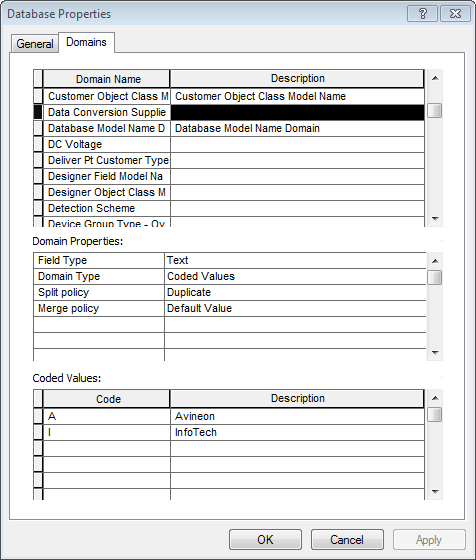 Database Properties
General Domains
Domain Name Description
Customer Object Class M Customer Object Class Model Name
Data Conversion Supplie
Database Model Name D Database Model Name Domain
DC Voltage
Deliver Pt Customer Type
Designer Field Model Na
Designer Object Class M
Detection Scheme
Device Group Type - Ov
Domain Properties:
Field Type Text
Domain Type Coded Values
Split policy Duplicate
Merge policy Default Value
Coded Values:
Code Description
A Avineon
I InfoTech
OK Cancel Apply